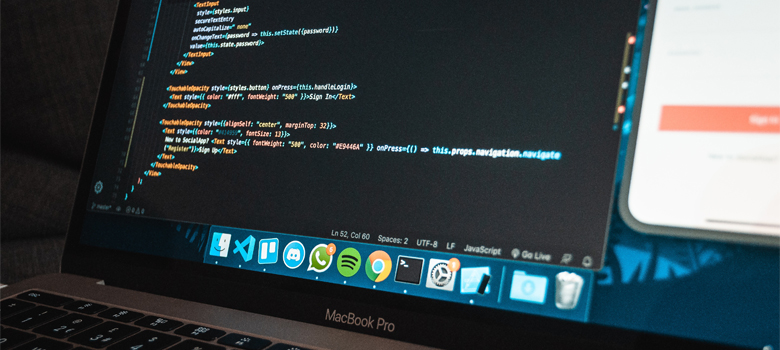 <TextInput
style={styles.input}
secureTextEntry
autoCapitalize="none"
onChangeText={password => this.setState({password})}
value={this.state.password}>
</TextInput>
</View>
</View>
<TouchableOpacity style={styles.button} onPress={this.handleLogin}>
<Text style={{ color: "#fff", fontWeight: "500" }}>Sign In</Text>
</TouchableOpacity>
<TouchableOpacity style={{alignSelf: "center", marginTop: 32}}>
<Text style={{color: fontSize: 13}}>
New to SocialApp? <Text style={{ fontWeight: "500", color: "#E9446A" }} onPress={() => this.props.navigation.navigate
("Register")}>Sign Up</Text>
</Text>
</TouchableOpacity>
</View>
);
}
}
Ln 52, Col 60 Spaces: 2 UTF-8 LF JavaScript Go Live
Sign In
MacBook Pro